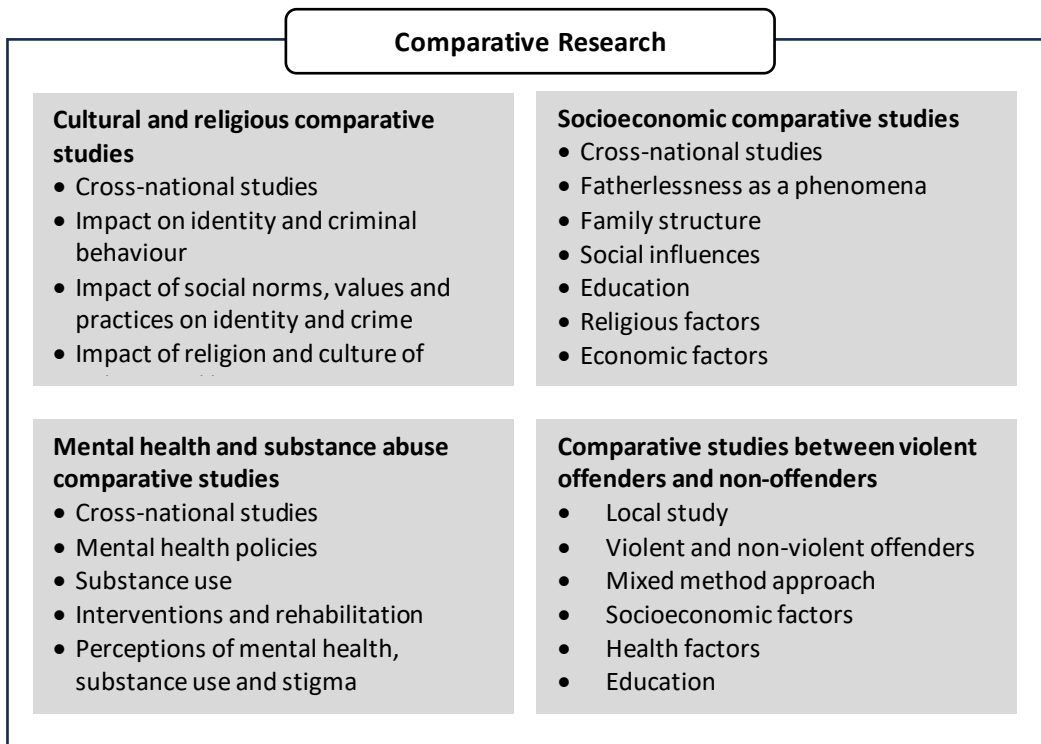 Comparative Research
Cultural and religious comparative
studies
• Cross-national studies
• Impact on identity and criminal
behaviour
• Impact of social norms, values and
practices on identity and crime
• Impact of religion and culture of
Socioeconomic comparative studies
• Cross-national studies
• Fatherlessness as a phenomena
• Family structure
• Social influences
• Education
• Religious factors
• Economic factors
Mental health and substance abuse
comparative studies
• Cross-national studies
• Mental health policies
• Substance use
• Interventions and rehabilitation
• Perceptions of mental health,
substance use and stigma
Comparative studies between violent
offenders and non-offenders
• Local study
• Violent and non-violent offenders
• Mixed method approach
• Socioeconomic factors
• Health factors
• Education